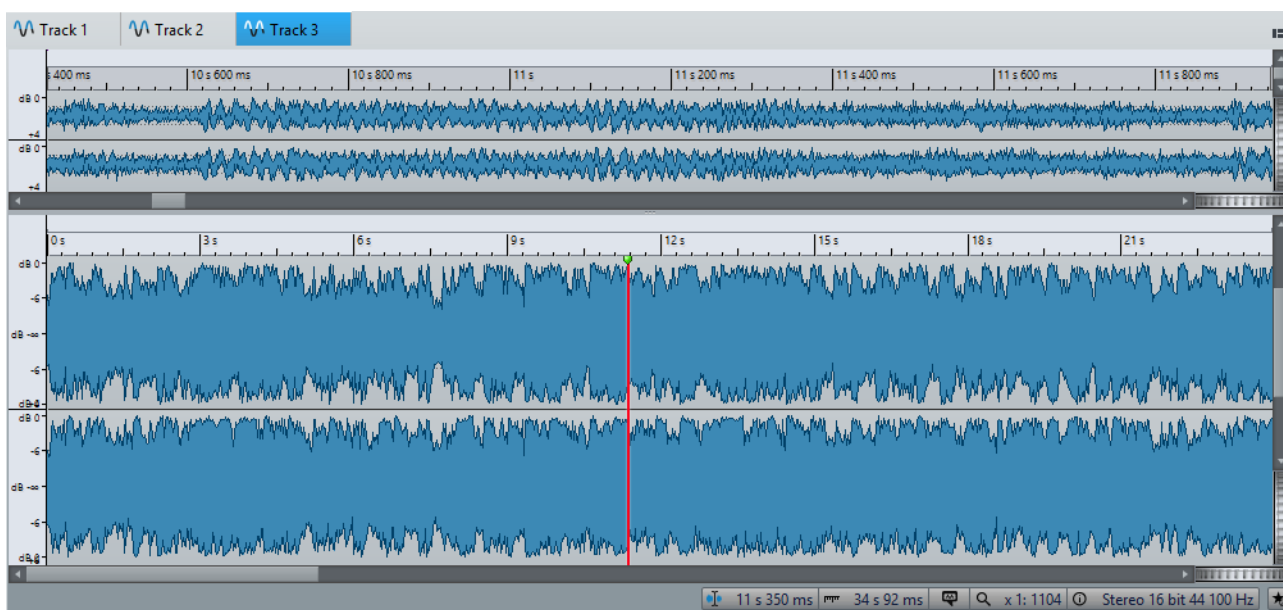 Track 1 Track 2 Track 3
s 400 ms 10 s 600 ms 10 s 800 ms 11 s 11 s 200 ms 11 s 400 ms 11 s 600 ms 11 s 800 ms
dB 0
+4
dB 0
+4
0 s 3 s 6 s 9 s 12 s 15 s 18 s 21 s
dB 0
-6
dB -∞
-6
dB 0
-6
dB -∞
-6
11 s 350 ms 34 s 92 ms x 1: 1104 Stereo 16 bit 44 100 Hz